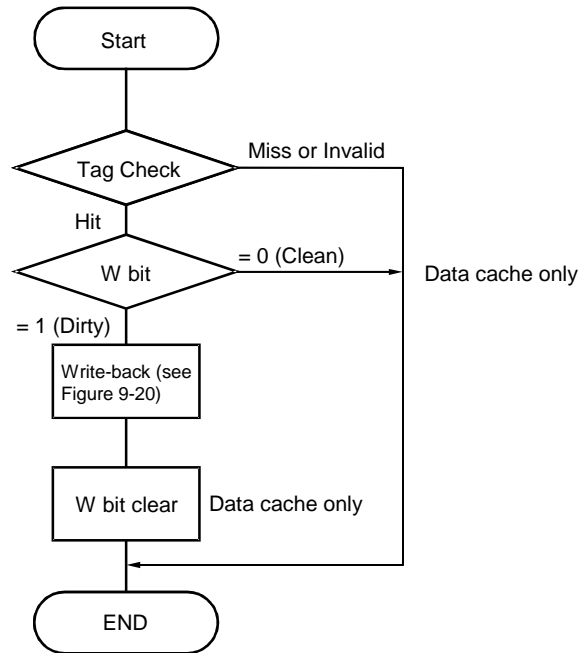 Start
Miss or Invalid
Tag Check
Hit
= 0 (Clean)
W bit
Data cache only
= 1 (Dirty)
Write-back (see
Figure 9-20)
W bit clear
Data cache only
END